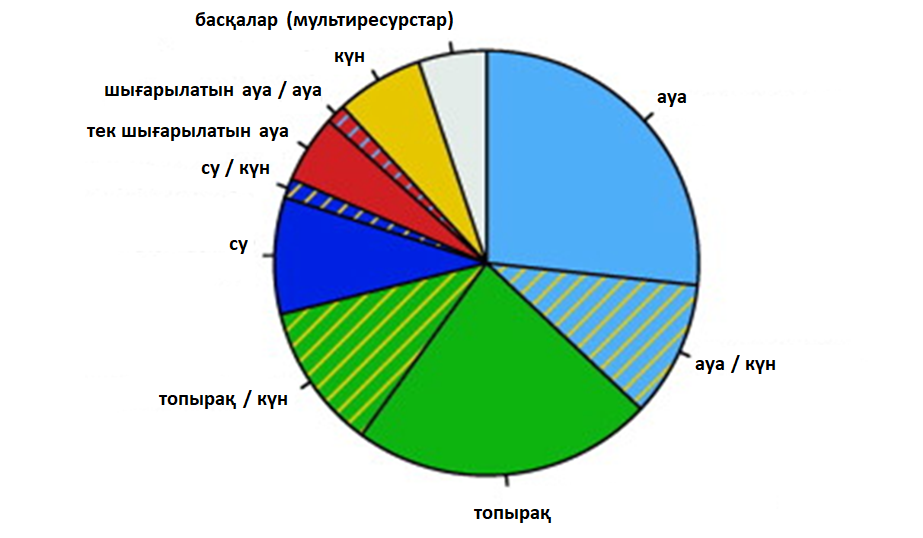 басқалар (мультиресурстар)
күн
шығарылатын ауа / ауа
тек шығарылатын ауа
су / күн
су
топырақ / күн
топырақ
ауа / күн
ауа